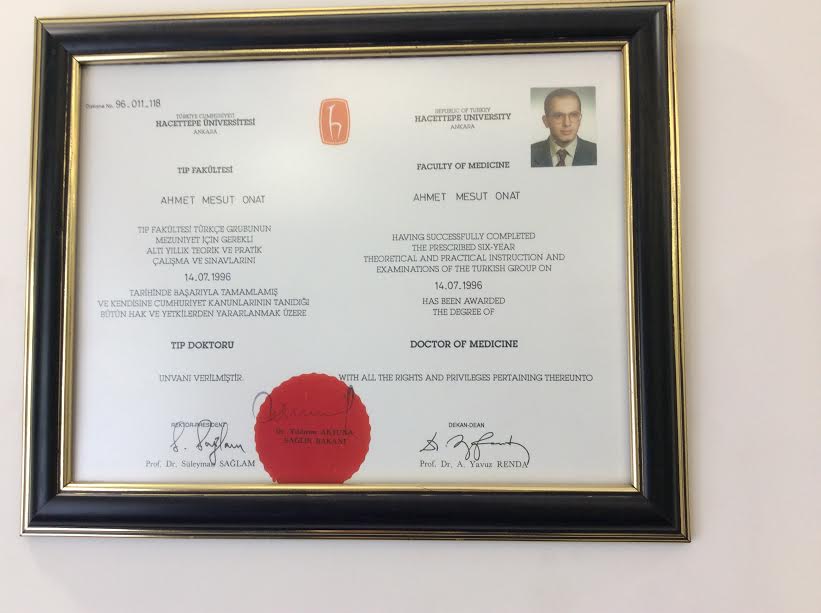 Diploma No. 96-011-118
TÜRKİYE CUMHURİYETİ
HACETTEPE ÜNİVERSİTESİ
ANKARA
TIP FAKÜLTESİ
AHMET MESUT ONAT
TIP FAKÜLTESİ TÜRKÇE GRUBUNUN
MEZUNİYET İÇİN GEREKLİ
ALTI YILLIK TEORİK VE PRATİK
ÇALIŞMA VE SINAVLARINI
14.07.1996
TARİHİNDE BAŞARIYLA TAMAMLAMIŞ
VE KENDİSİNE CUMHURİYET KANUNLARININ TANIDIĞI
BÜTÜN HAK VE YETKİLERDEN YARARLANMAK ÜZERE
TIP DOKTORU
UNVANI VERİLMİŞTİR.
REKTÖR-PRESIDENT
Prof. Dr. Süleyman SAĞLAM
Dr. Yıldırım AKTUNA
SAĞLIK BAKANI
h
REPUBLIC OF TURKEY
HACETTEPE UNIVERSITY
ANKARA
FACULTY OF MEDICINE
AHMET MESUT ONAT
HAVING SUCCESSFULLY COMPLETED
THE PRESCRIBED SIX-YEAR
THEORETICAL AND PRACTICAL INSTRUCTION AND
EXAMINATIONS OF THE TURKISH GROUP ON
14.07.1996
HAS BEEN AWARDED
THE DEGREE OF
DOCTOR OF MEDICINE
WITH ALL THE RIGHTS AND PRIVILEGES PERTAINING THEREUNTO
DEKAN-DEAN
Prof. Dr. A. Yavuz RENDA